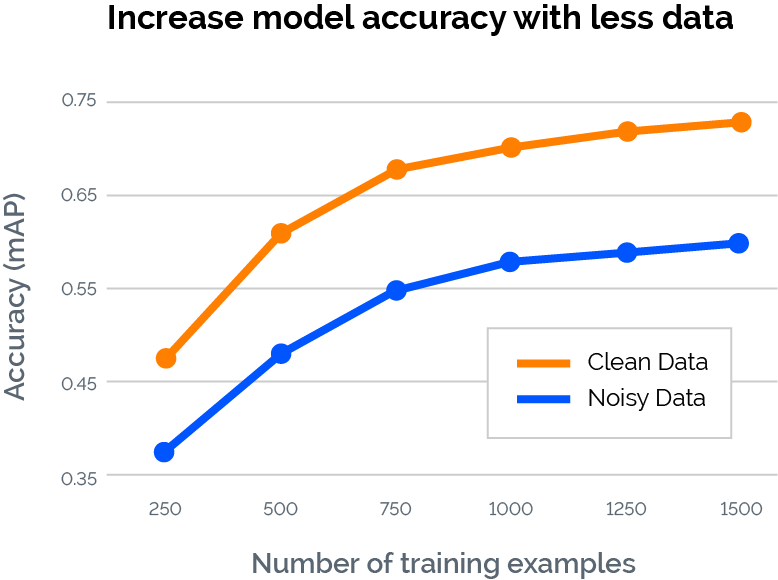 Increase model accuracy with less data
0.75
0.65
0.55
0.45
0.35
Accuracy (mAP)
Clean Data
Noisy Data
250 500 750 1000 1250 1500
Number of training examples